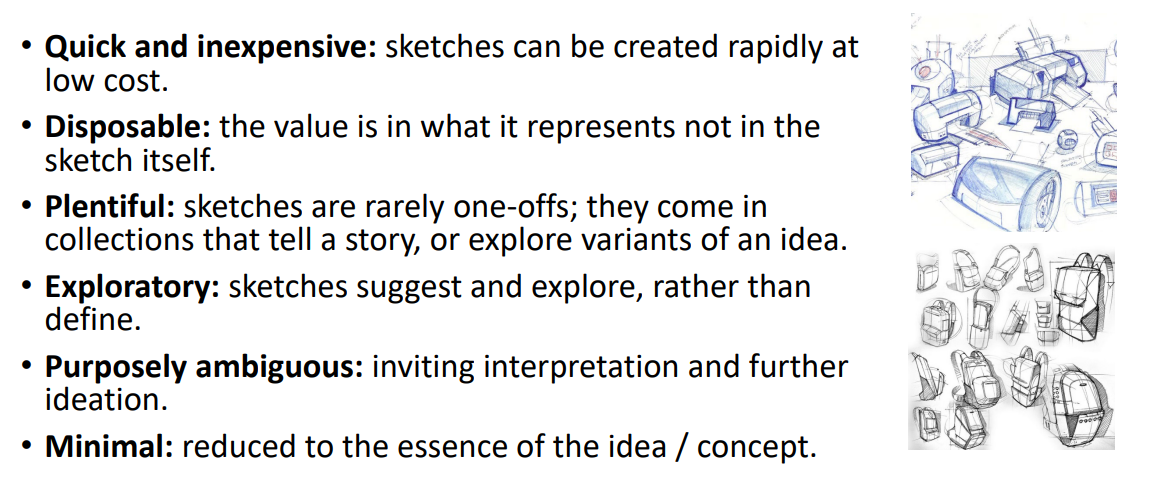 • Quick and inexpensive: sketches can be created rapidly at
low cost.
• Disposable: the value is in what it represents not in the
sketch itself.
• Plentiful: sketches are rarely one-offs; they come in
collections that tell a story, or explore variants of an idea.
• Exploratory: sketches suggest and explore, rather than
define.
• Purposely ambiguous: inviting interpretation and further
ideation.
• Minimal: reduced to the essence of the idea / concept.